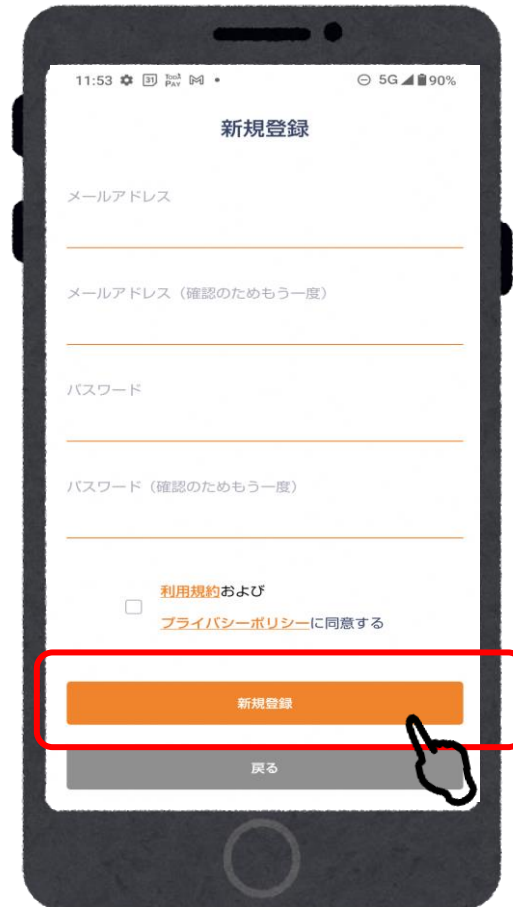 11:53 31 PAY 5G 90%
新規登録
メールアドレス
メールアドレス（確認のためもう一度）
パスワード
パスワード（確認のためもう一度）
利用規約および
プライバシーポリシーに同意する
新規登録
戻る